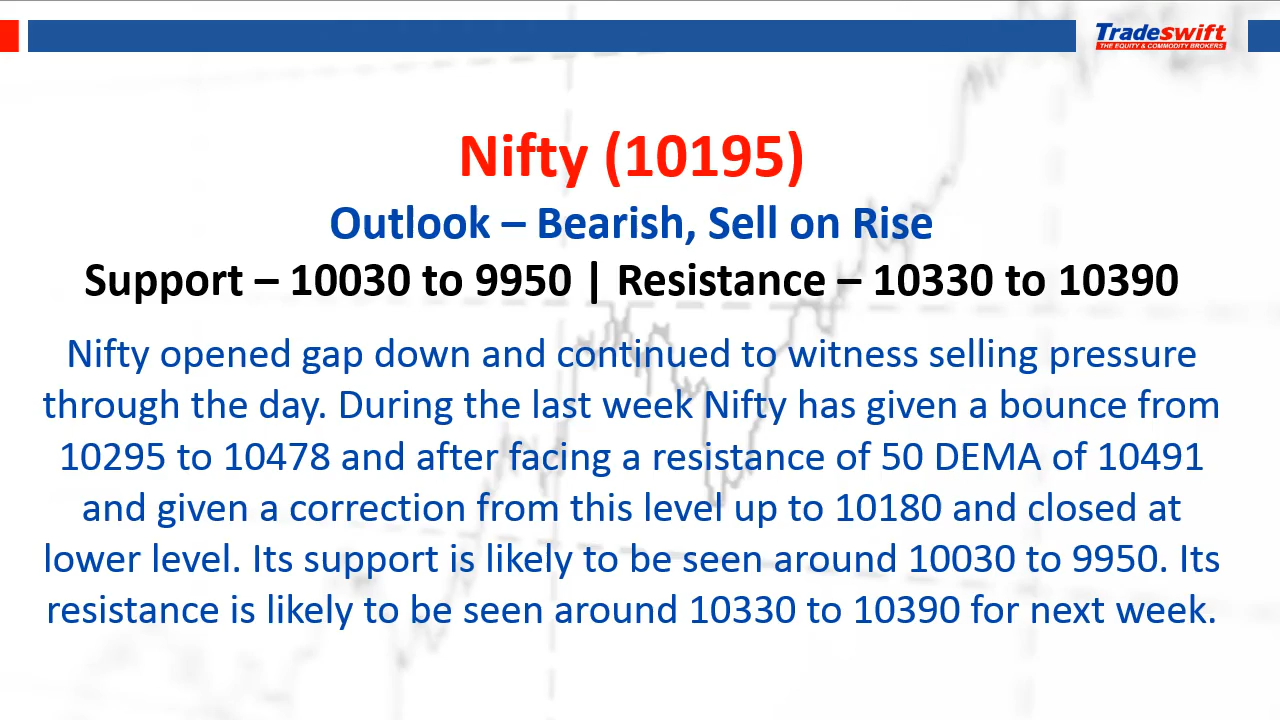 Tradeswift
THE EQUITY & COMMODITY BROKERS
Nifty (10195)
Outlook – Bearish, Sell on Rise
Support – 10030 to 9950 | Resistance – 10330 to 10390
Nifty opened gap down and continued to witness selling pressure
through the day. During the last week Nifty has given a bounce from
10295 to 10478 and after facing a resistance of 50 DEMA of 10491
and given a correction from this level up to 10180 and closed at
lower level. Its support is likely to be seen around 10030 to 9950. Its
resistance is likely to be seen around 10330 to 10390 for next week.